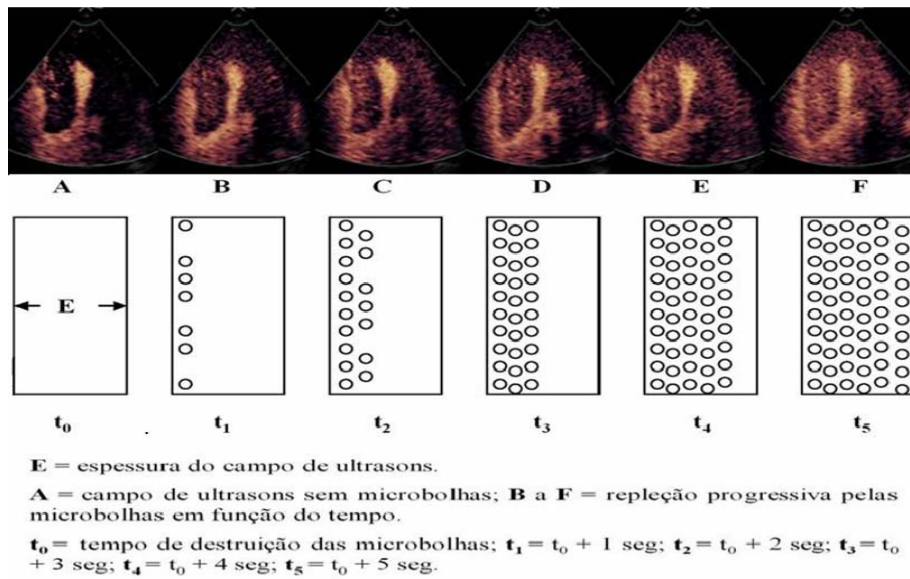 A B C D E F
E
t₀ t₁ t₂ t₃ t₄ t₅
E = espessura do campo de ultrasons.
A = campo de ultrasons sem microbolhas; B a F = repleção progressiva pelas
microbolhas em função do tempo.
t₀= tempo de destruição das microbolhas; t₁= t₀ + 1 seg; t₂= t₀ + 2 seg; t₃= t₀
+ 3 seg; t₄= t₀ + 4 seg; t₅= t₀ + 5 seg.